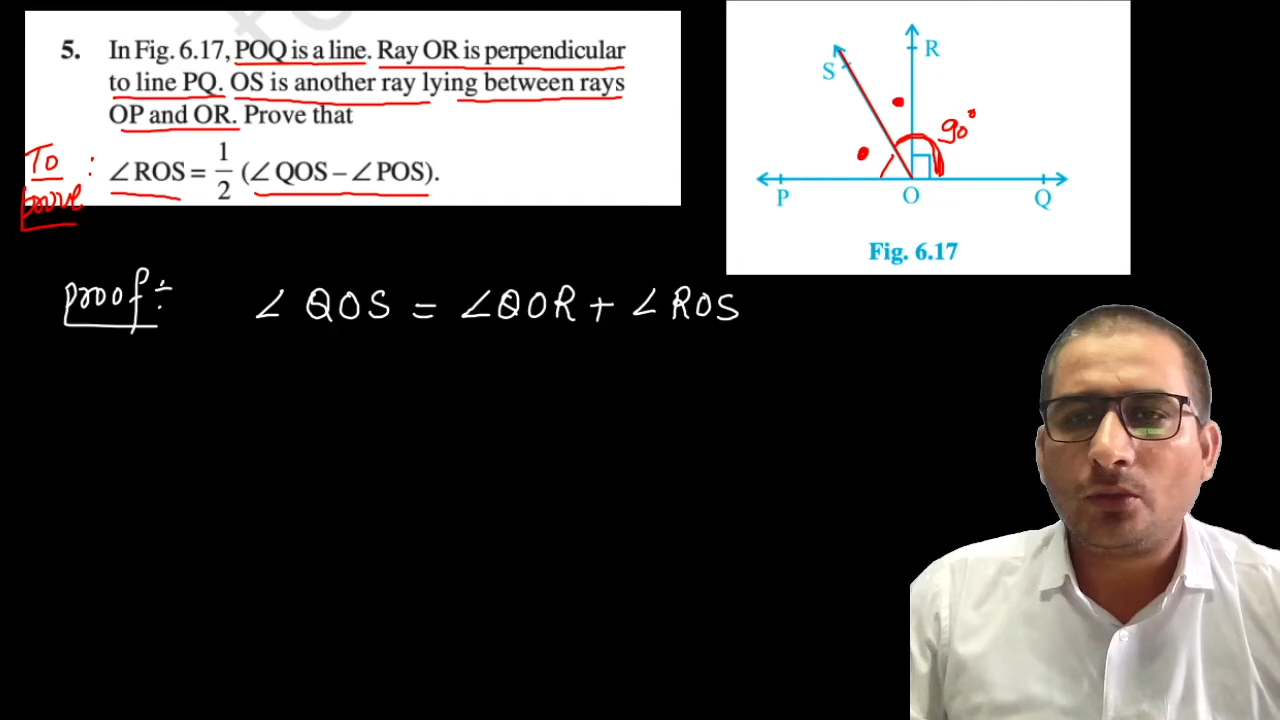 5. In Fig. 6.17, POQ is a line. Ray OR is perpendicular
to line PQ. OS is another ray lying between rays
OP and OR. Prove that
To prove : ∠ROS = 1/2 (∠QOS – ∠POS).
R
S
90°
P
O
Q
Fig. 6.17
Proof :- ∠QOS = ∠QOR + ∠ROS